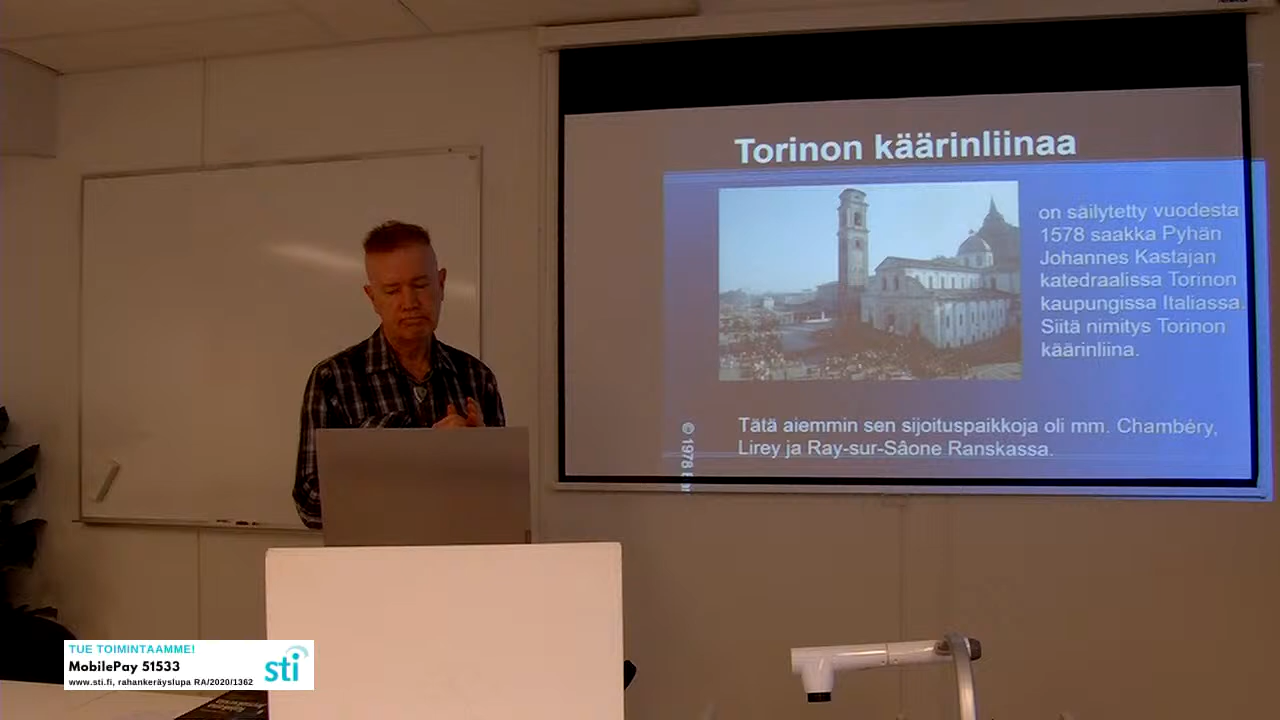 Torinon käärinliinaa
on säilytetty vuodesta
1578 saakka Pyhän
Johannes Kastajan
katedraalissa Torinon
kaupungissa Italiassa.
Siitä nimitys Torinon
käärinliina.
Tätä aiemmin sen sijoituspaikkoja oli mm. Chambéry,
Lirey ja Ray-sur-Sâone Ranskassa.
© 1978
TUE TOIMINTAAMME!
MobilePay 51533
www.sti.fi, rahankeräyslupa RA/2020/1362
sti